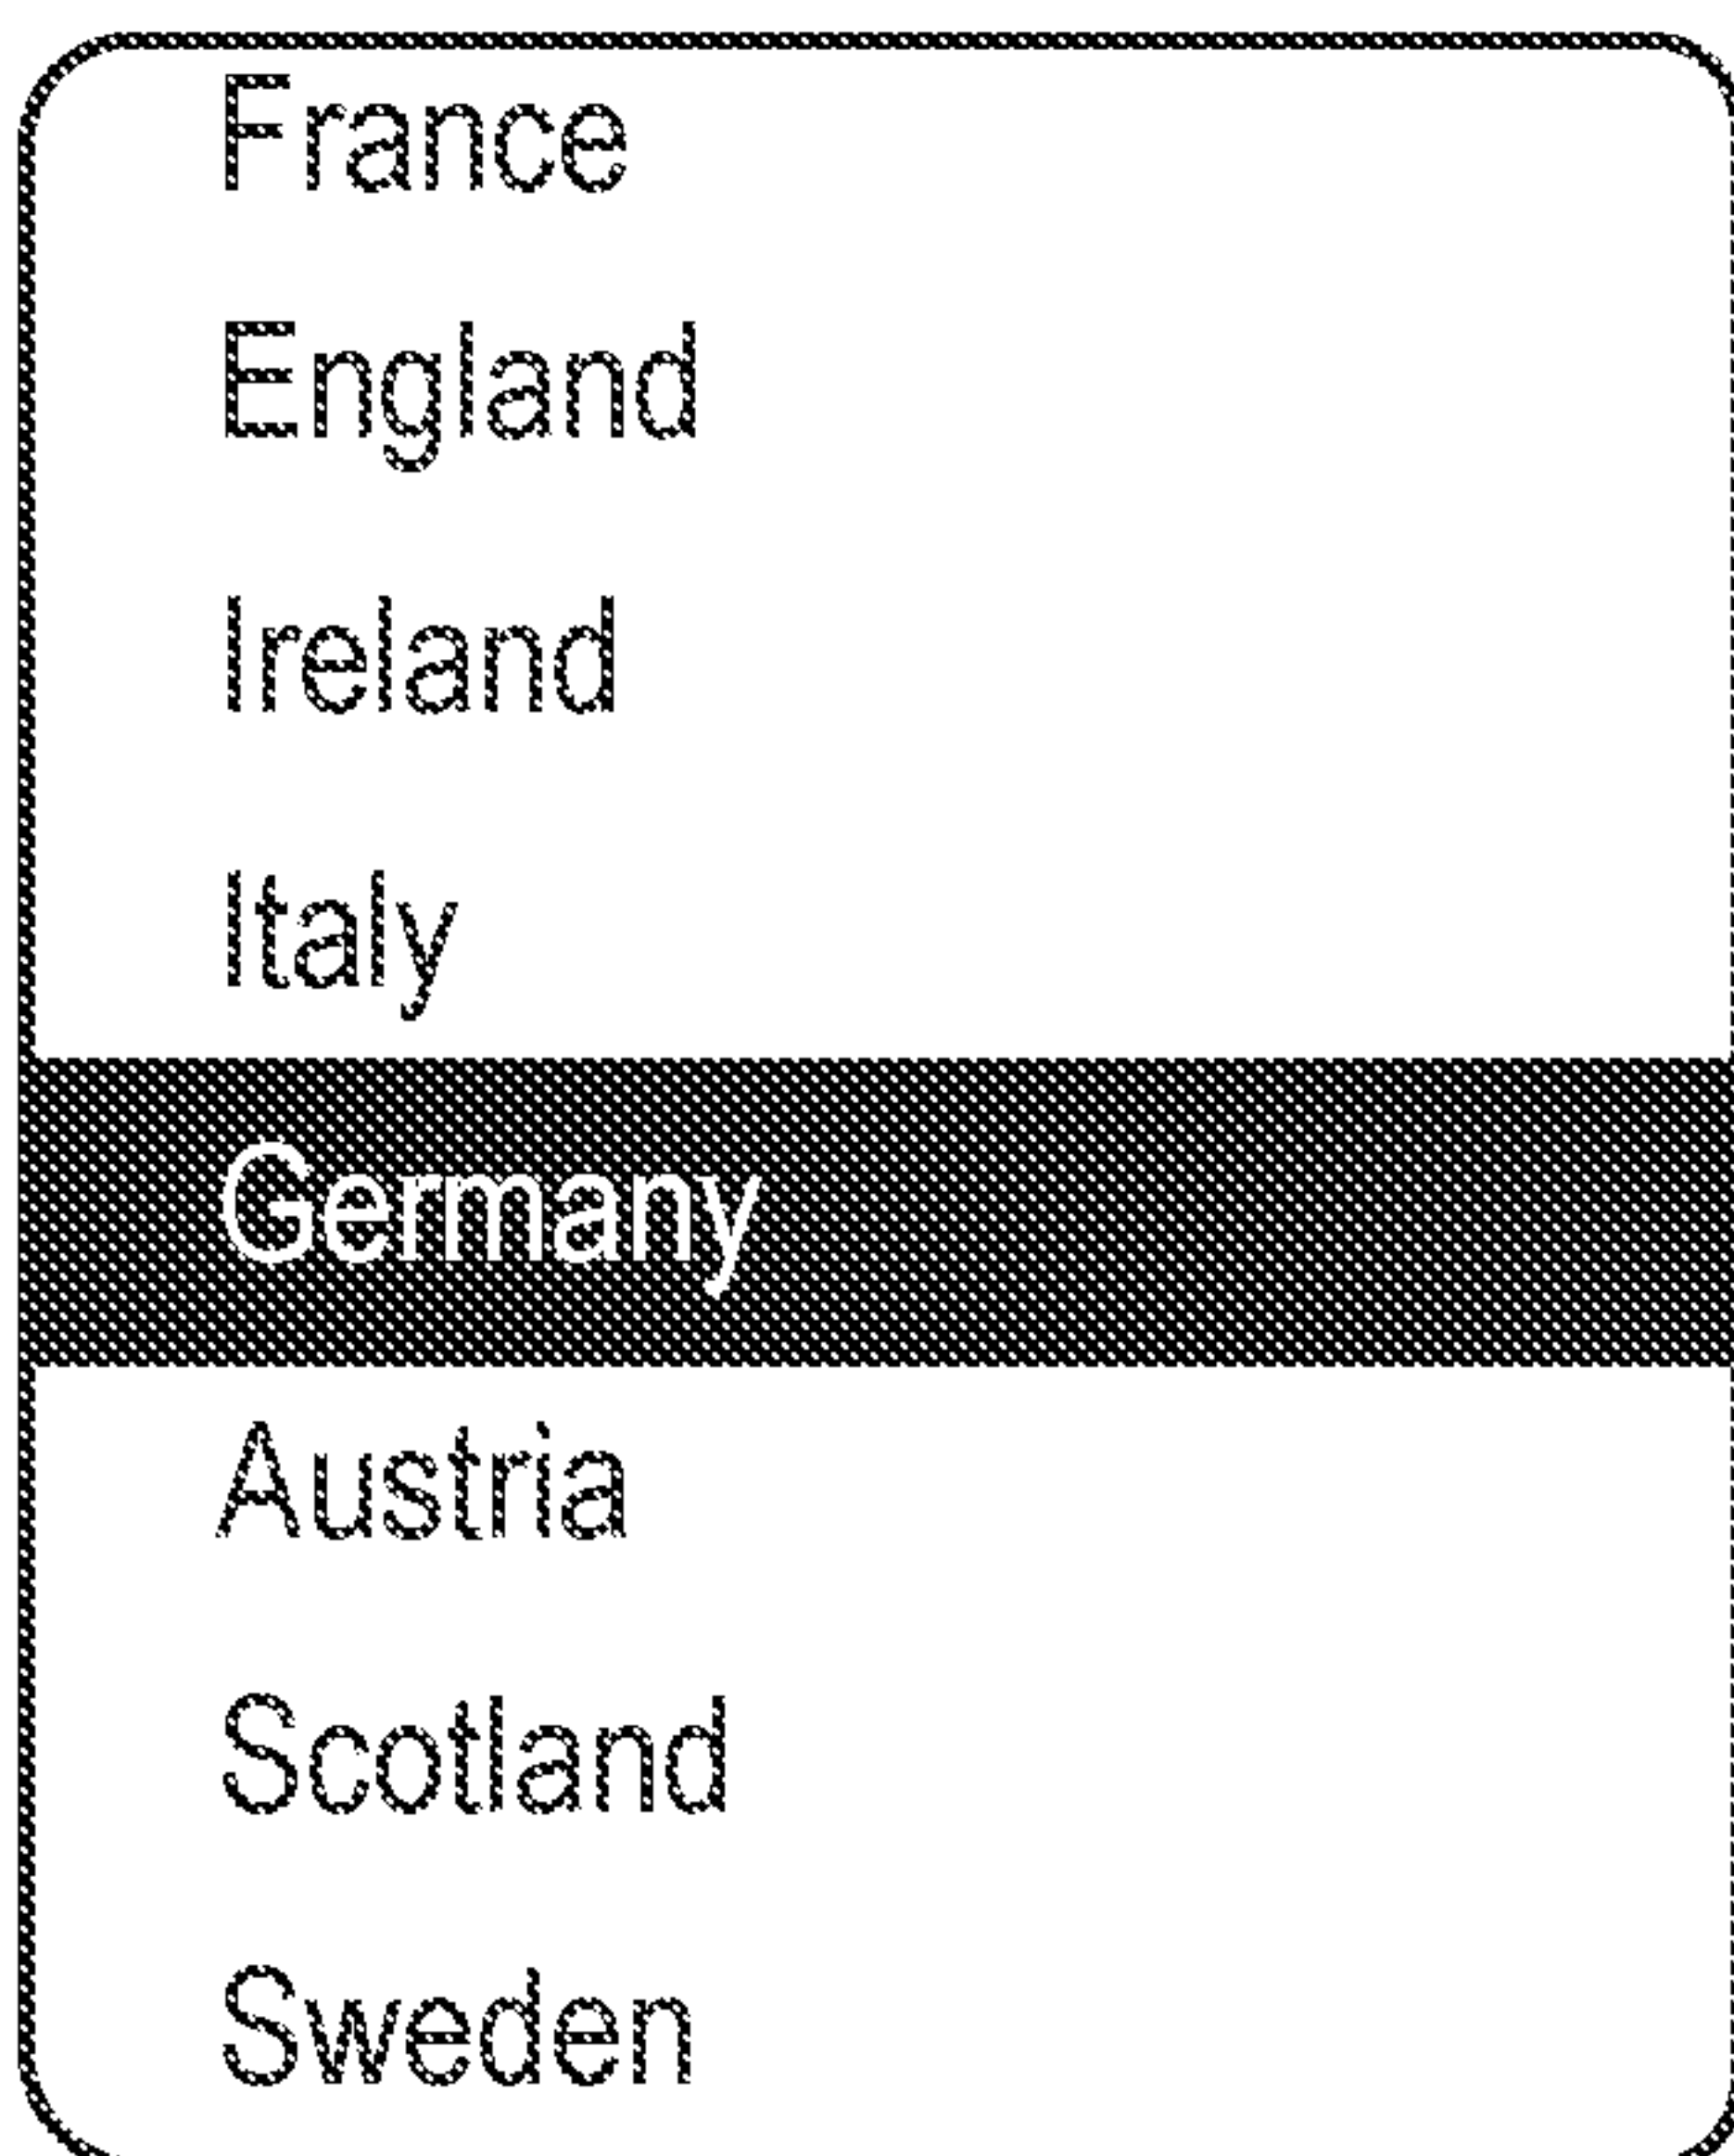 France
England
Ireland
Italy
Germany
Austria
Scotland
Sweden